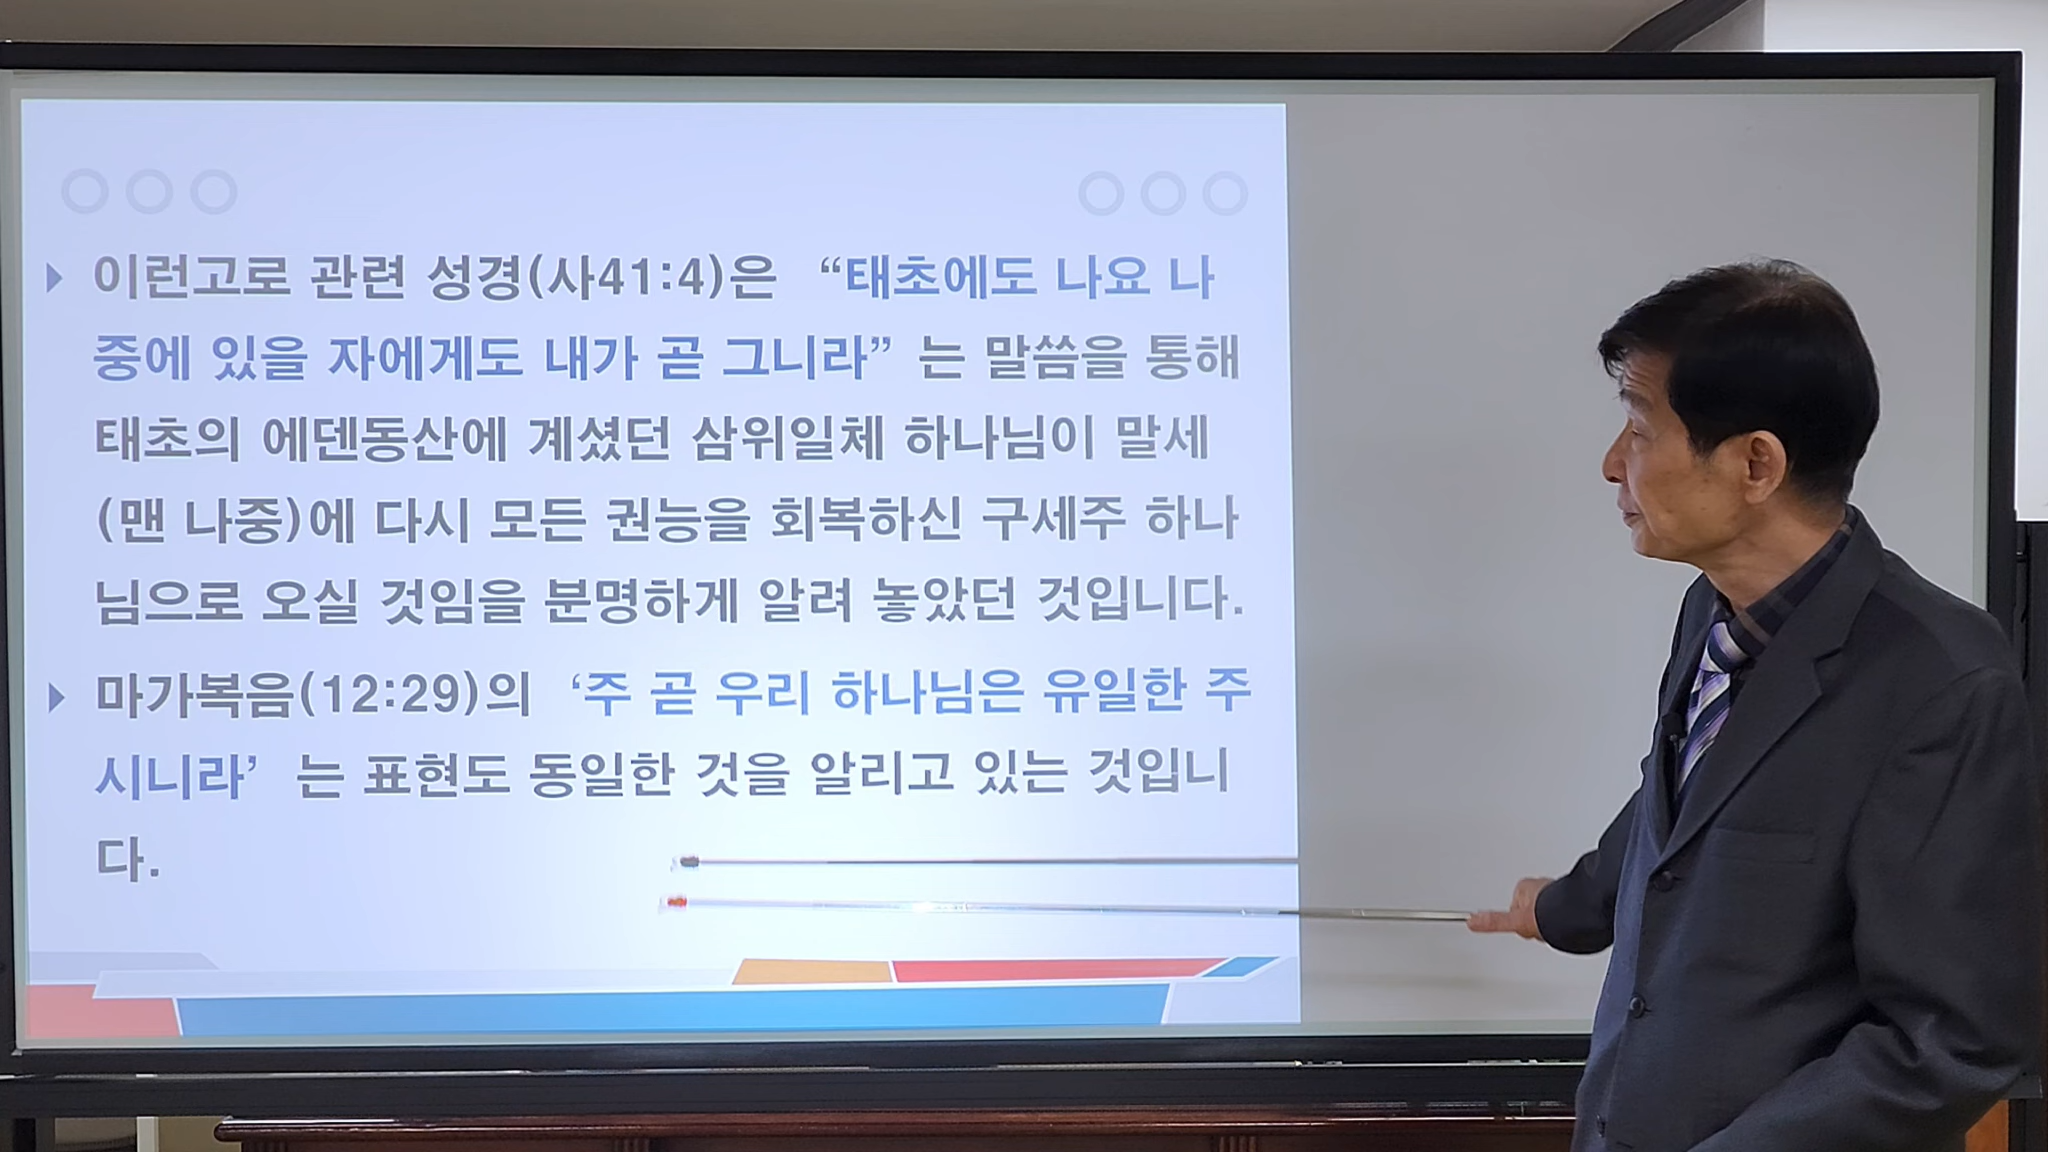 이런고로 관련 성경(사41:4)은 “태초에도 나요 나
중에 있을 자에게도 내가 곧 그니라” 는 말씀을 통해
태초의 에덴동산에 계셨던 삼위일체 하나님이 말세
(맨 나중)에 다시 모든 권능을 회복하신 구세주 하나
님으로 오실 것임을 분명하게 알려 놓았던 것입니다.
마가복음(12:29)의 ‘주 곧 우리 하나님은 유일한 주
시니라’ 는 표현도 동일한 것을 알리고 있는 것입니
다.